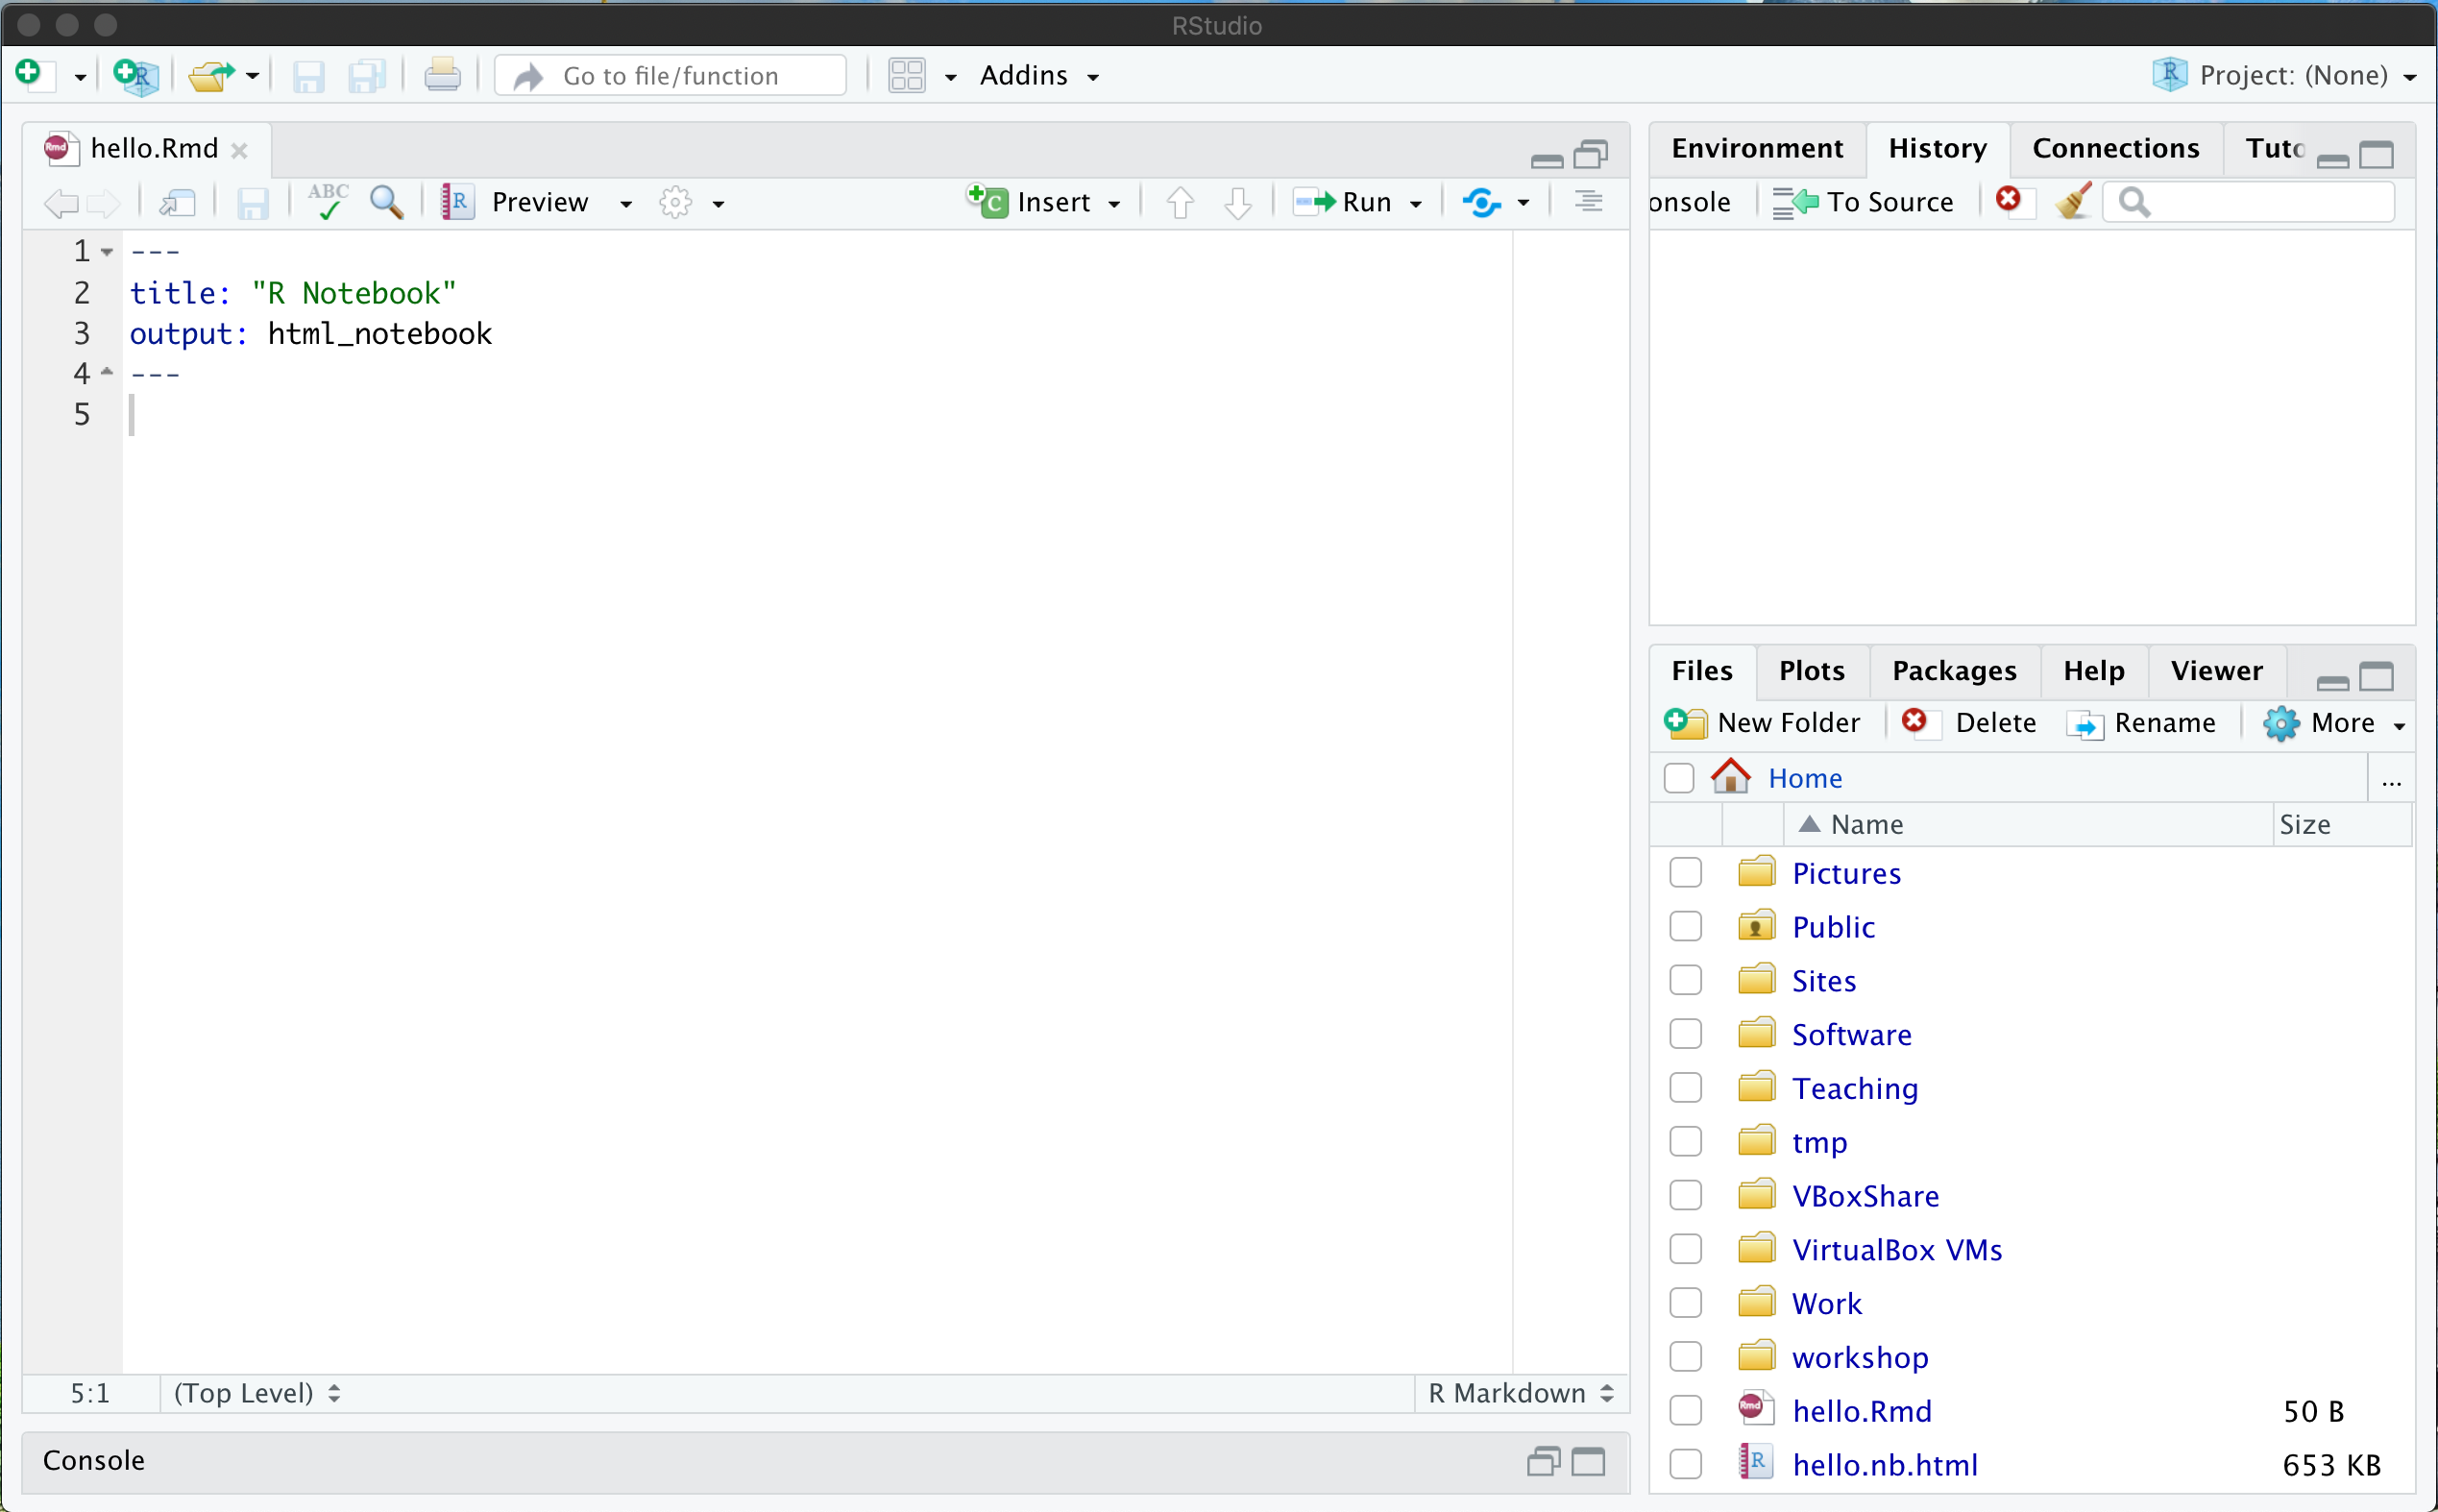 RStudio
Go to file/function
Addins
Project: (None)
hello.Rmd
ABC
Preview
Insert
Run
1 ---
2 title: "R Notebook"
3 output: html_notebook
4 ---
5
5:1 (Top Level) R Markdown
Console
Environment History Connections Tuto
onsole To Source
Files Plots Packages Help Viewer
New Folder Delete Rename More
Home ...
Name Size
Pictures
Public
Sites
Software
Teaching
tmp
VBoxShare
VirtualBox VMs
Work
workshop
hello.Rmd 50 B
hello.nb.html 653 KB